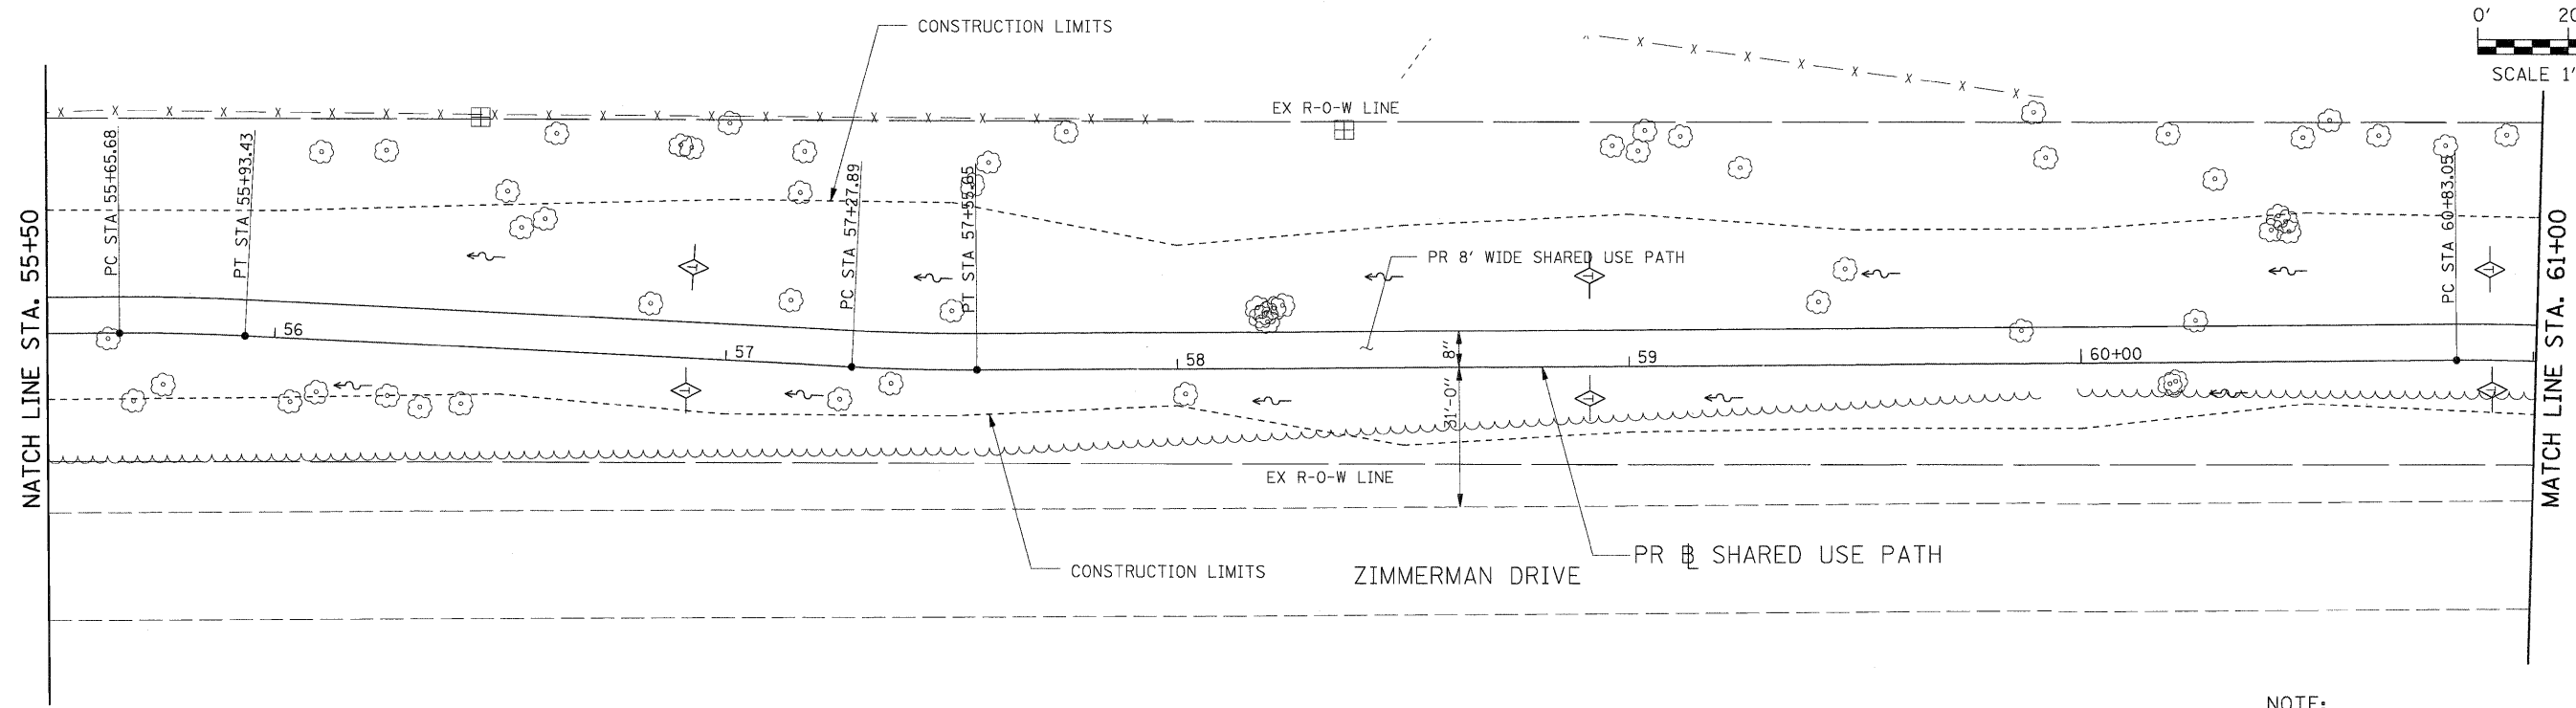 0' 20
SCALE 1"
CONSTRUCTION LIMITS
EX R-O-W LINE
NATCH LINE STA. 55+50
PC STA 55+65.68
PT STA 55+93.43
PC STA 57+27.89
PT STA 57+55.65
PC STA 60+83.05
MATCH LINE STA. 61+00
PR 8' WIDE SHARED USE PATH
56
57
58
59
60+00
8"
31'-0"
EX R-O-W LINE
CONSTRUCTION LIMITS
ZIMMERMAN DRIVE
PR BL SHARED USE PATH
NOTE: